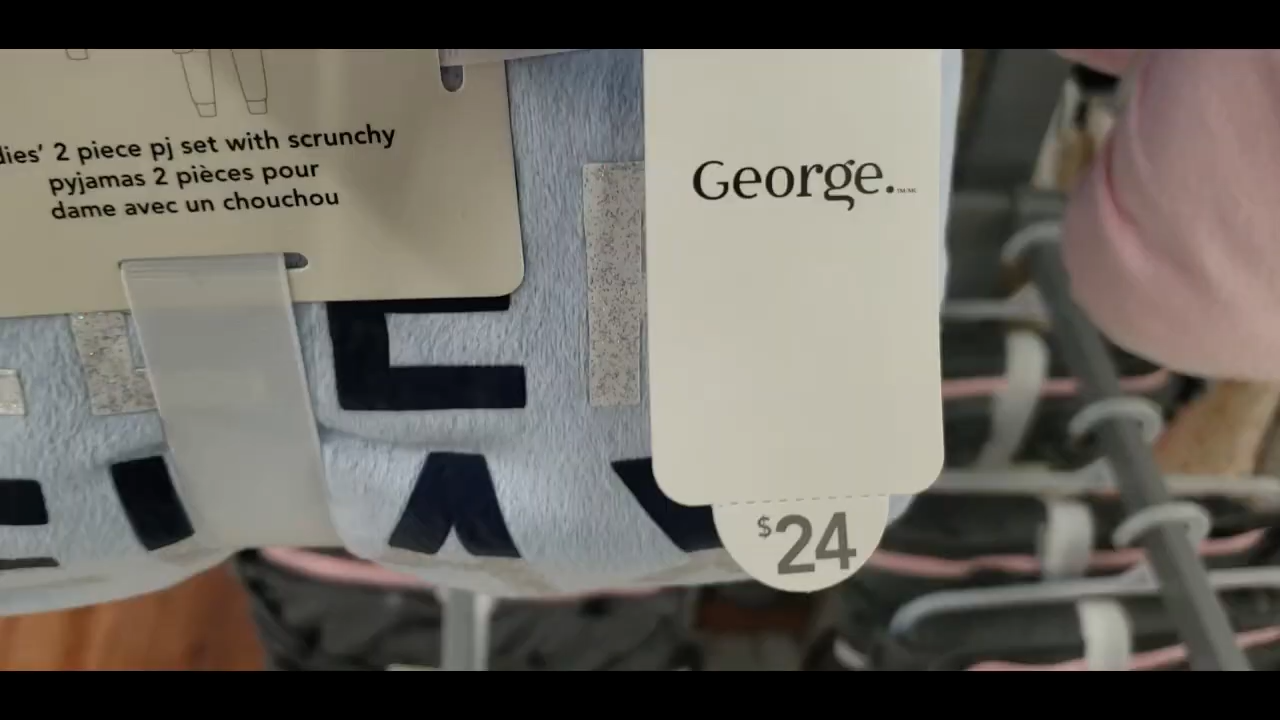 dies' 2 piece pj set with scrunchy
pyjamas 2 pièces pour
dame avec un chouchou
George.
$24